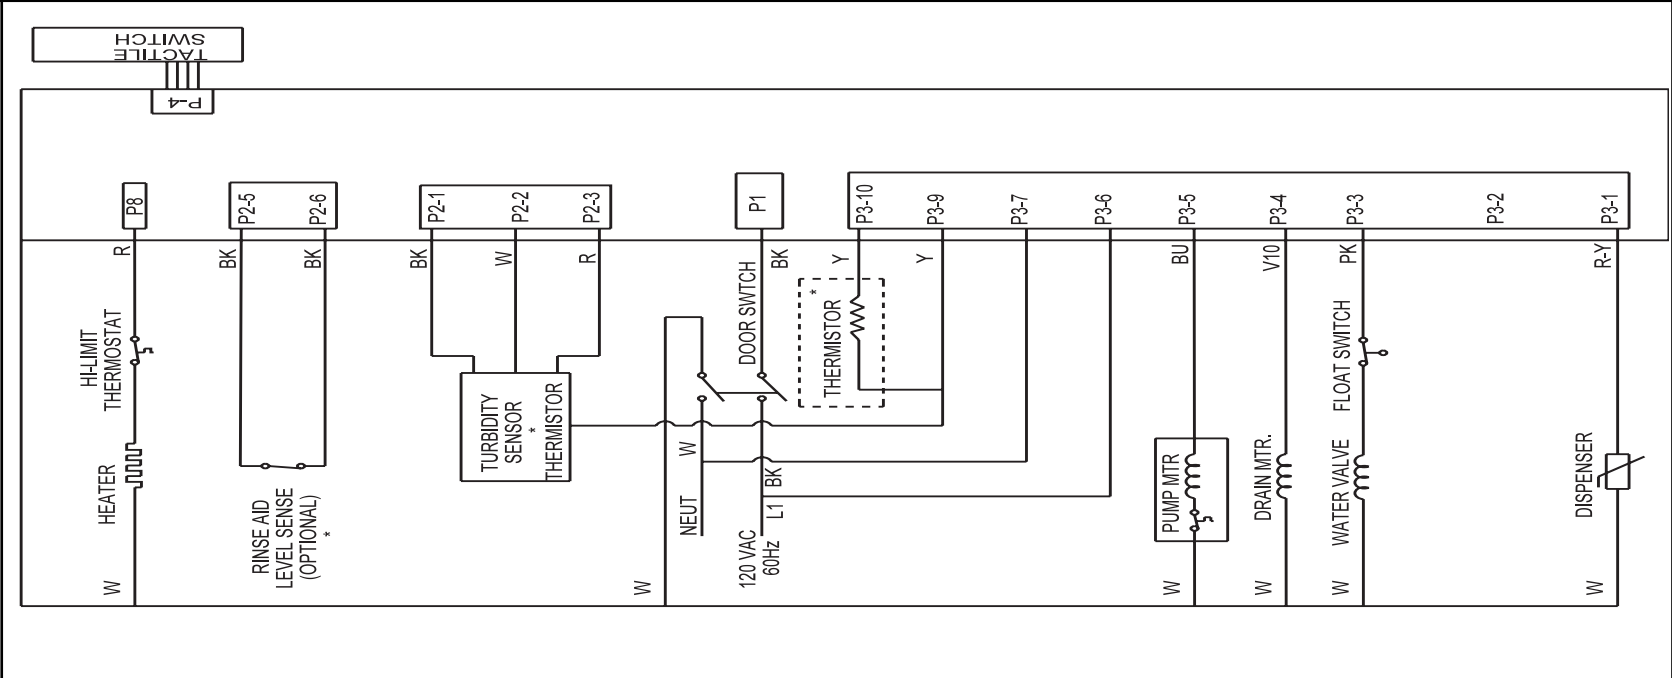 TACTILE
SWITCH
P-4
P8
P2-5
P2-6
P2-1
P2-2
P2-3
P1
P3-10
P3-9
P3-7
P3-6
P3-5
P3-4
P3-3
P3-2
P3-1
R
BK
BK
BK
W
R
BK
Y
Y
BU
V10
PK
R-Y
HI-LIMIT
THERMOSTAT
HEATER
W
RINSE AID
LEVEL SENSE
(OPTIONAL)
*
TURBIDITY
SENSOR
*
THERMISTOR
DOOR SWTCH
THERMISTOR *
W
NEUT
BK
L1
120 VAC
60Hz
W
PUMP MTR
W
DRAIN MTR.
W
FLOAT SWITCH
WATER VALVE
W
DISPENSER
W